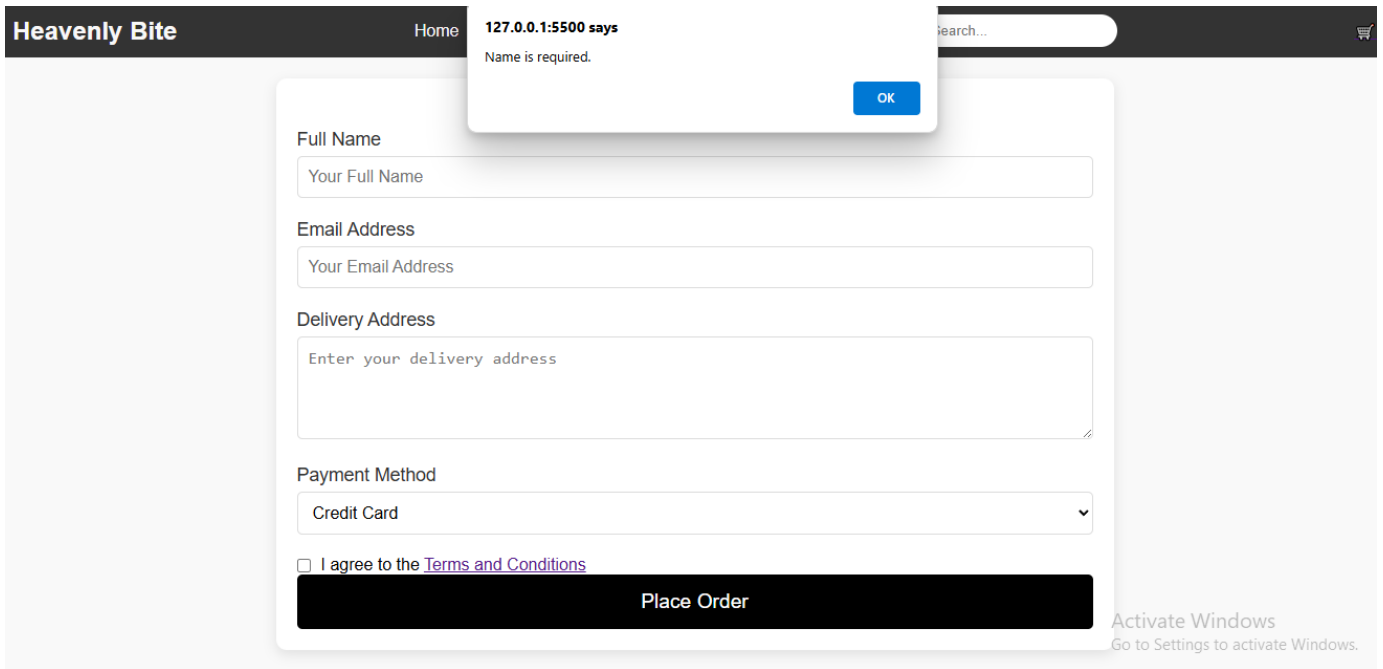 Heavenly Bite
Home
127.0.0.1:5500 says
Name is required.
OK
Search...
Full Name
Your Full Name
Email Address
Your Email Address
Delivery Address
Enter your delivery address
Payment Method
Credit Card
I agree to the Terms and Conditions
Place Order
Activate Windows
Go to Settings to activate Windows.